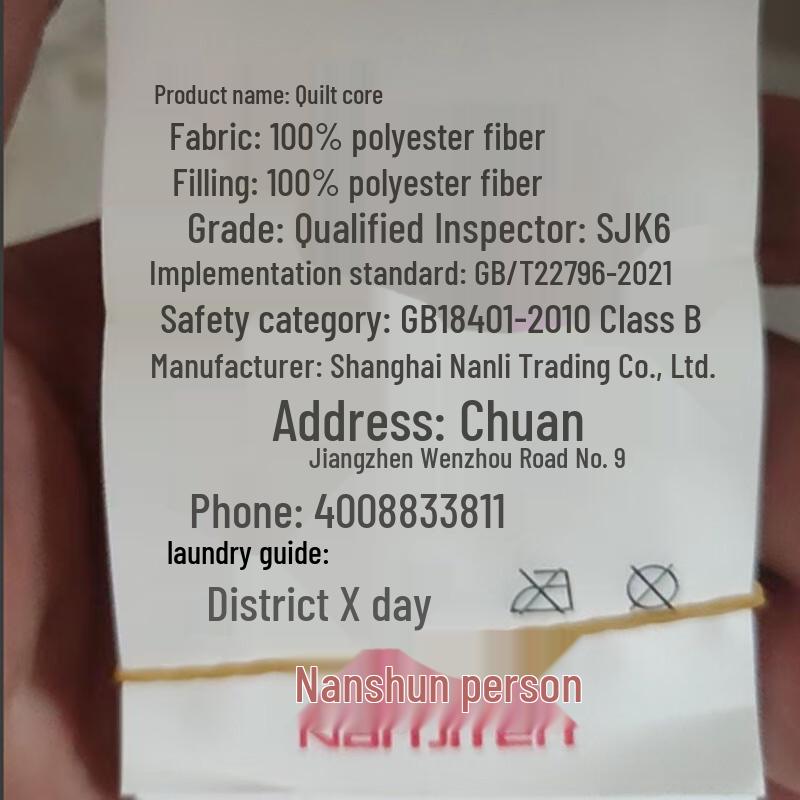 Product name: Quilt core
Fabric: 100% polyester fiber
Filling: 100% polyester fiber
Grade: Qualified Inspector: SJK6
Implementation standard: GB/T22796-2021
Safety category: GB18401-2010 Class B
Manufacturer: Shanghai Nanli Trading Co., Ltd.
Address: Chuan
Jiangzhen Wenzhou Road No. 9
Phone: 4008833811
laundry guide:
District X day
Nanshun person